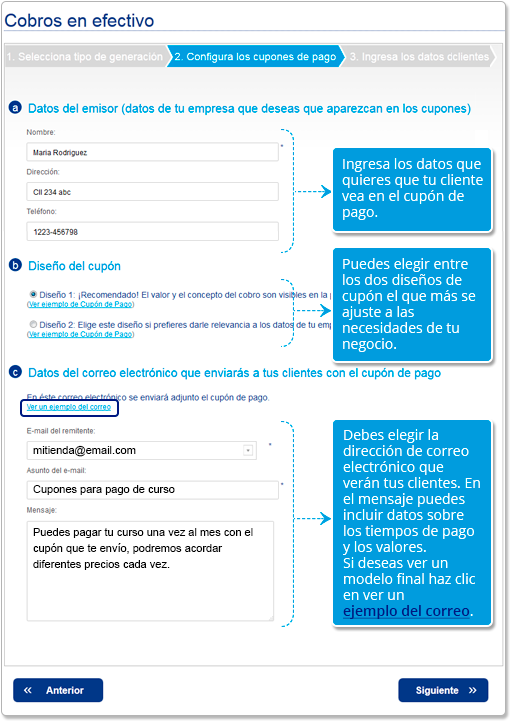 Cobros en efectivo
1. Selecciona tipo de generación 2. Configura los cupones de pago 3. Ingresa los datos dclientes
a Datos del emisor (datos de tu empresa que deseas que aparezcan en los cupones)
Nombre:
Maria Rodriguez *
Dirección:
Cll 234 abc
Teléfono:
1223-456798
Ingresa los datos que
quieres que tu cliente
vea en el cupón de
pago.
b Diseño del cupón
Diseño 1: ¡Recomendado! El valor y el concepto del cobro son visibles en la p
(Ver ejemplo de Cupón de Pago)
Diseño 2: Elige este diseño si prefieres darle relevancia a los datos de tu emp
(Ver ejemplo de Cupón de Pago)
Puedes elegir entre
los dos diseños de
cupón el que más se
ajuste a las
necesidades de tu
negocio.
c Datos del correo electrónico que enviarás a tus clientes con el cupón de pago
En éste correo electrónico se enviará adjunto el cupón de pago.
Ver un ejemplo del correo
E-mail del remitente:
mitienda@email.com *
Asunto del e-mail:
Cupones para pago de curso *
Mensaje:
Puedes pagar tu curso una vez al mes con el
cupón que te envío, podremos acordar
diferentes precios cada vez.
Debes elegir la
dirección de correo
electrónico que
verán tus clientes. En
el mensaje puedes
incluir datos sobre
los tiempos de pago
y los valores.
Si deseas ver un
modelo final haz clic
en ver un
ejemplo del correo.
« Anterior
Siguiente »